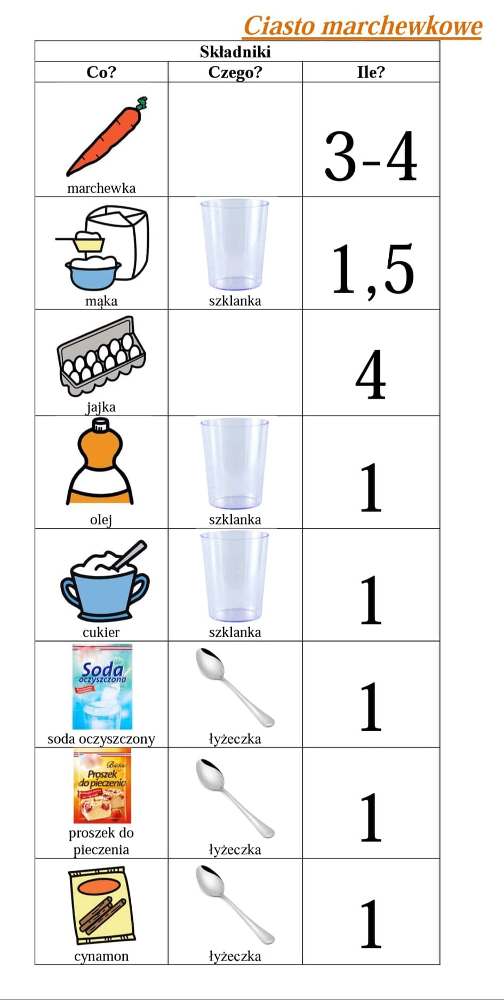 Ciasto marchewkowe
Składniki
Co? Czego? Ile?
3-4
marchewka
1,5
mąka szklanka
4
jajka
1
olej szklanka
1
cukier szklanka
Soda
oczyszczona
1
soda oczyszczony łyżeczka
Backin
Proszek
do pieczenia
1
proszek do
pieczenia łyżeczka
1
cynamon łyżeczka